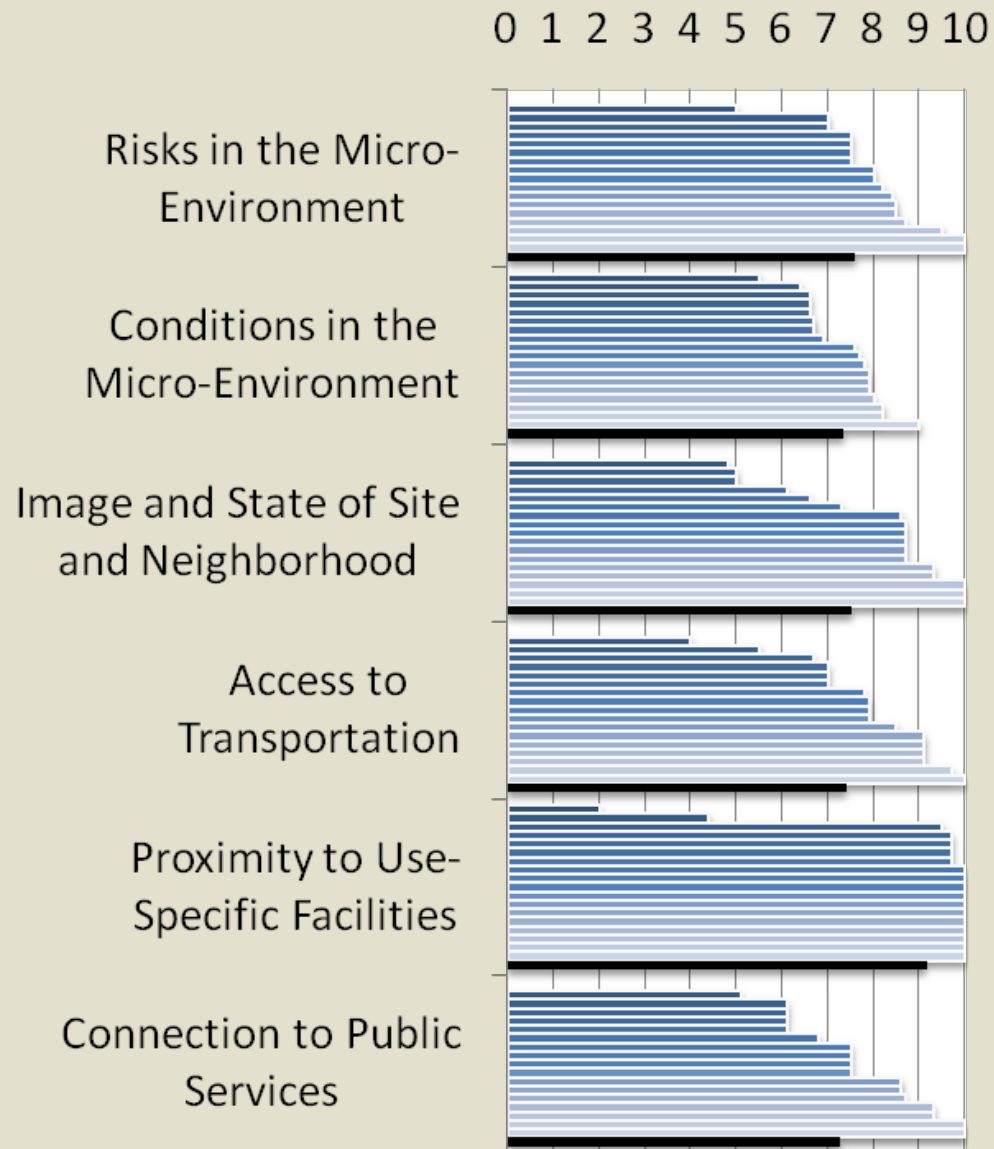 0 1 2 3 4 5 6 7 8 9 10
Risks in the Micro-
Environment
Conditions in the
Micro-Environment
Image and State of Site
and Neighborhood
Access to
Transportation
Proximity to Use-
Specific Facilities
Connection to Public
Services